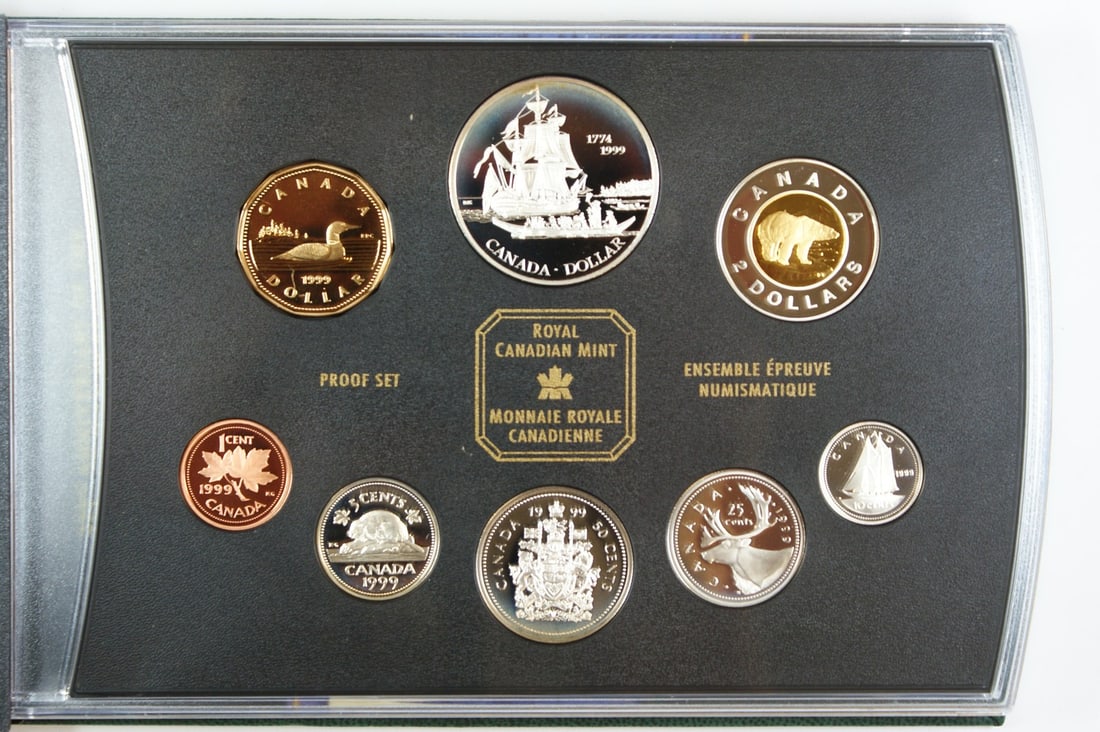 1774
1999
CANADA · DOLLAR
CANADA
1999
DOLLAR
CANADA
2 DOLLARS
ROYAL
CANADIAN MINT
MONNAIE ROYALE
CANADIENNE
PROOF SET
ENSEMBLE ÉPREUVE
NUMISMATIQUE
1 CENT
1999 KG
CANADA
5 CENTS
CANADA
1999
CANADA 1999 50 CENTS
CANADA
25
cents
1999
CANADA
1999
10 CENTS